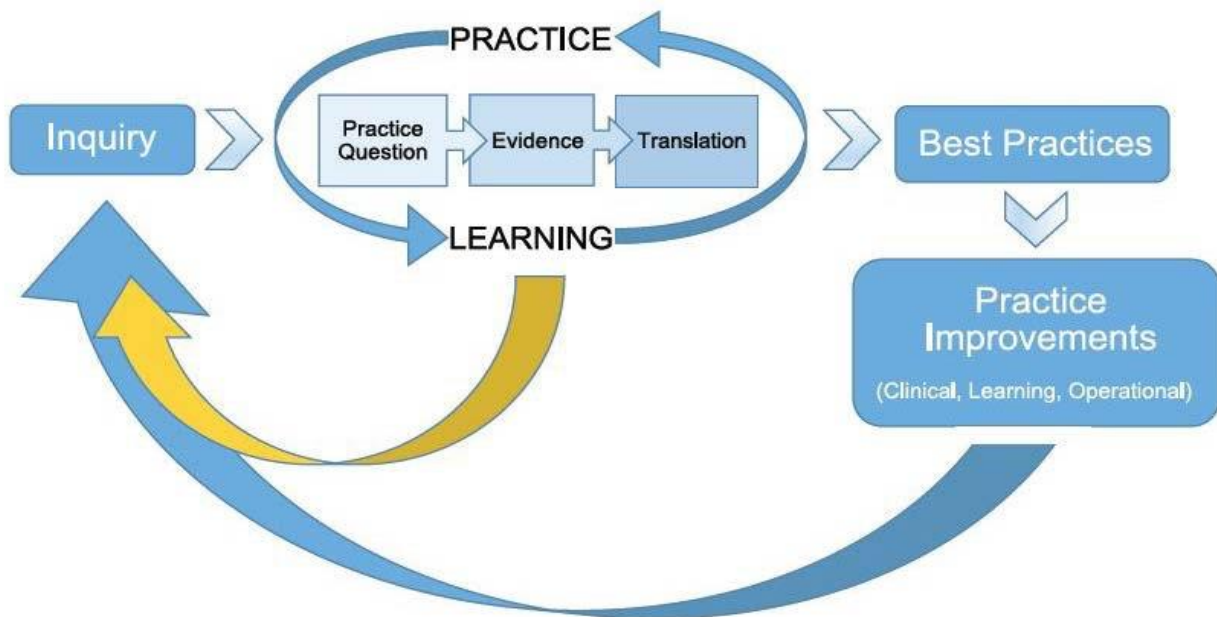 PRACTICE
Inquiry
Practice
Question
Evidence
Translation
LEARNING
Best Practices
Practice
Improvements
(Clinical, Learning, Operational)